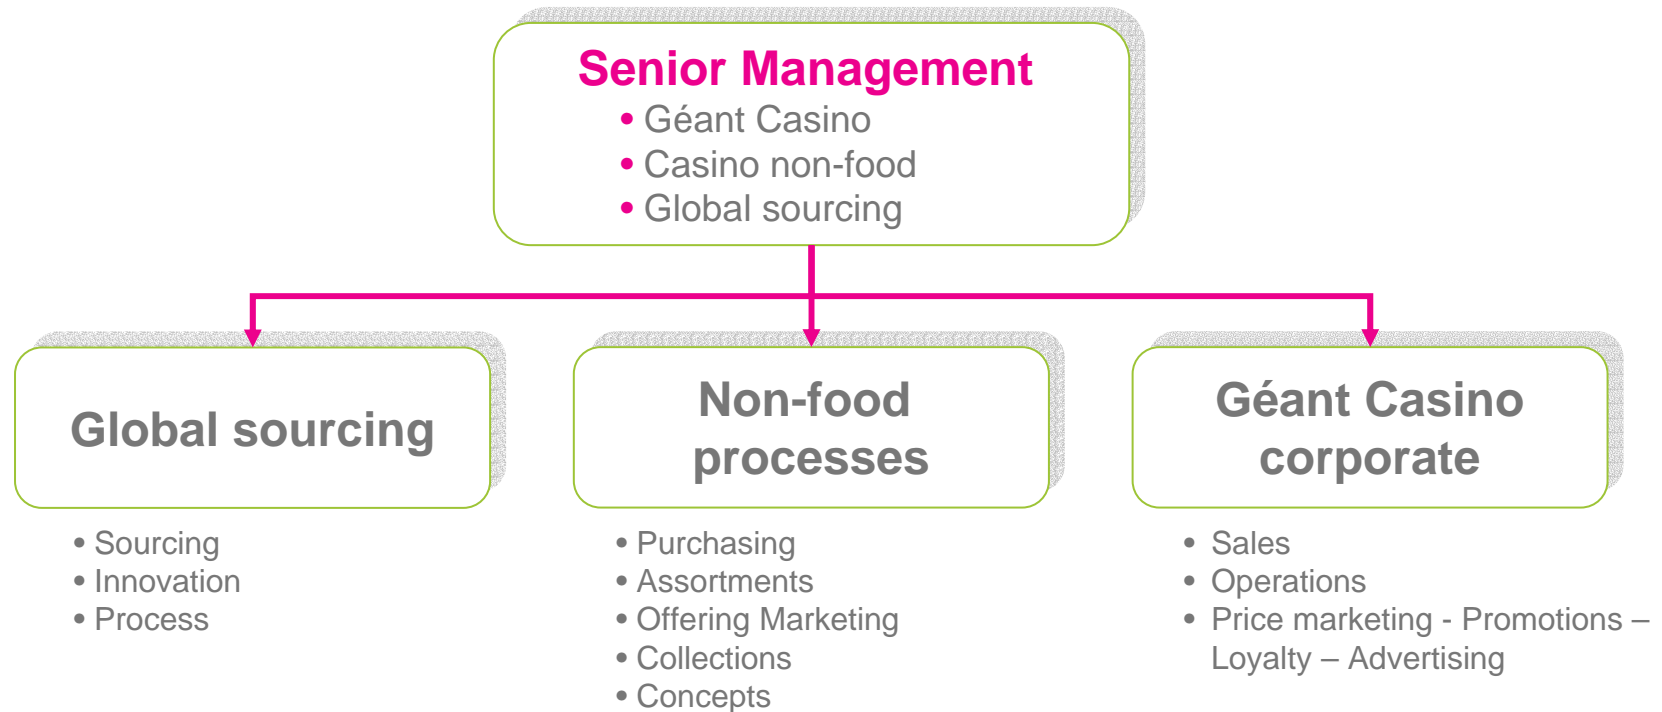 Senior Management
• Géant Casino
• Casino non-food
• Global sourcing
Global sourcing
• Sourcing
• Innovation
• Process
Non-food
processes
• Purchasing
• Assortments
• Offering Marketing
• Collections
• Concepts
Géant Casino
corporate
• Sales
• Operations
• Price marketing - Promotions –
Loyalty – Advertising